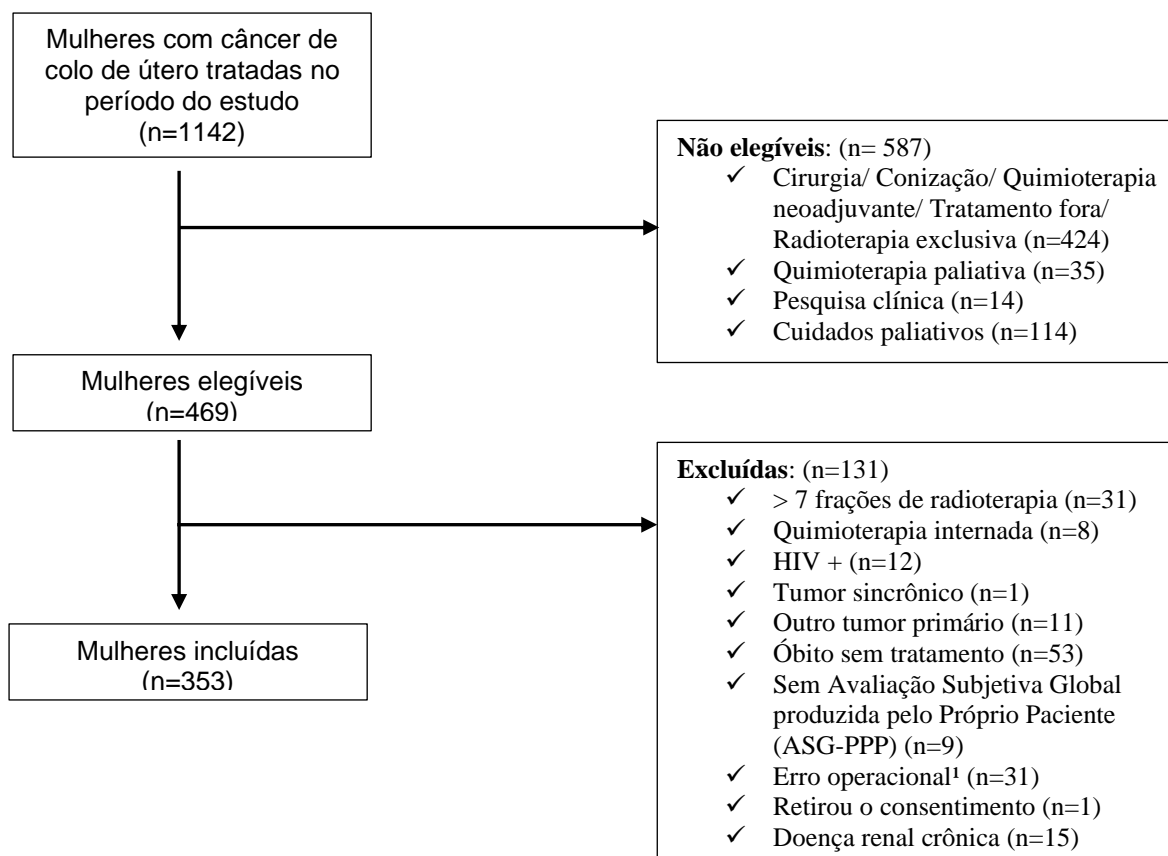 Mulheres com câncer de
colo de útero tratadas no
período do estudo
(n=1142)
Não elegíveis: (n= 587)
✓ Cirurgia/ Conização/ Quimioterapia
neoadjuvante/ Tratamento fora/
Radioterapia exclusiva (n=424)
✓ Quimioterapia paliativa (n=35)
✓ Pesquisa clínica (n=14)
✓ Cuidados paliativos (n=114)
Mulheres elegíveis
(n=469)
Excluídas: (n=131)
✓ > 7 frações de radioterapia (n=31)
✓ Quimioterapia internada (n=8)
✓ HIV + (n=12)
✓ Tumor sincrônico (n=1)
✓ Outro tumor primário (n=11)
✓ Óbito sem tratamento (n=53)
✓ Sem Avaliação Subjetiva Global
produzida pelo Próprio Paciente
(ASG-PPP) (n=9)
✓ Erro operacional¹ (n=31)
✓ Retirou o consentimento (n=1)
✓ Doença renal crônica (n=15)
Mulheres incluídas
(n=353)